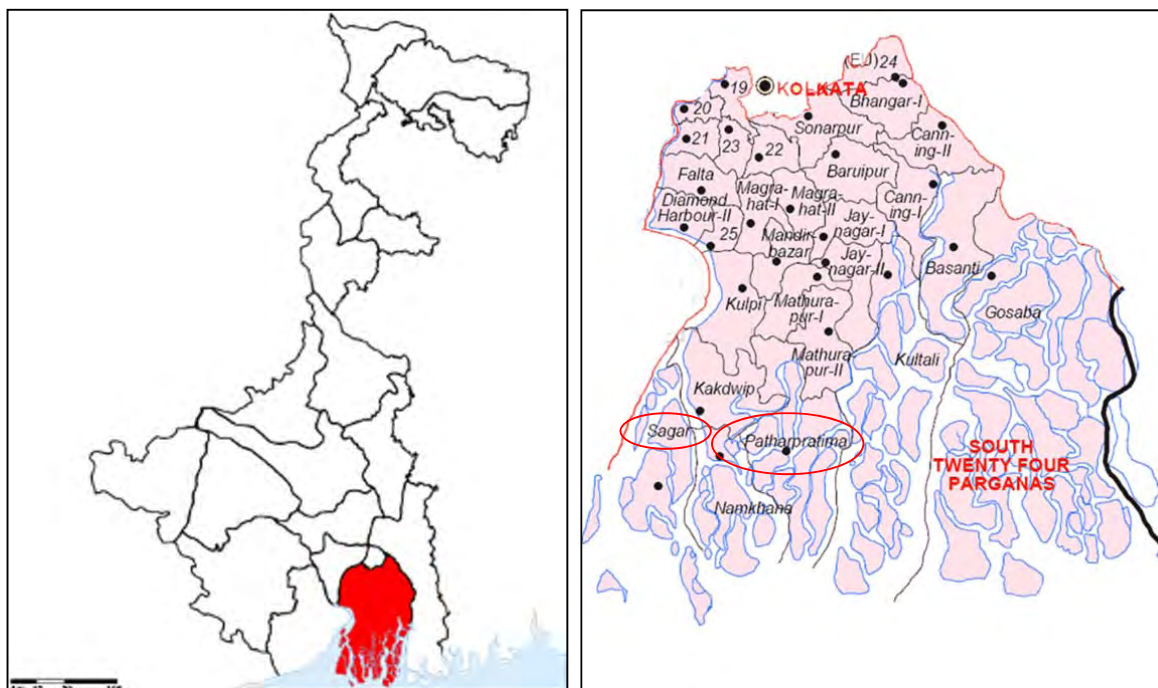 (EU) 24
19
KOLKATA
Bhangar-I
20
Sonarpur
Cann-
ing-II
21
23
22
Baruipur
Falta
Magra-
hat-I
Magra-
hat-II
Cann-
ing-I
Diamond
Harbour-II
Jay-
nagar-I
25
Mandir-
bazar
Jay-
nagar-II
Basanti
Kulpi
Mathura-
pur-I
Gosaba
Mathura-
pur-II
Kultali
Kakdwip
Sagar
Patharpratima
SOUTH
TWENTY FOUR
PARGANAS
Namkhana